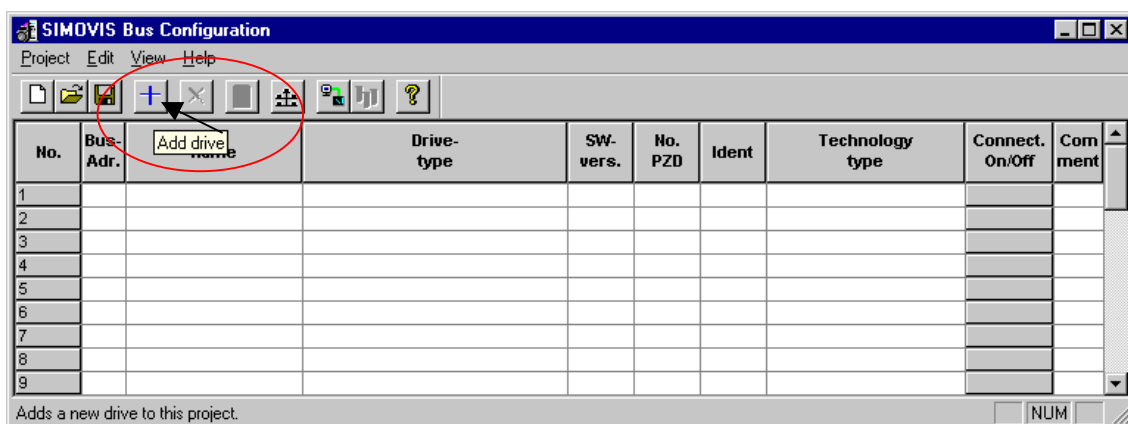 SIMOVIS Bus Configuration
Project Edit View Help
Add drive
No. Bus-Adr. Name Drive-type SW-vers. No. PZD Ident Technology type Connect. On/Off Comment
1
2
3
4
5
6
7
8
9
Adds a new drive to this project. NUM